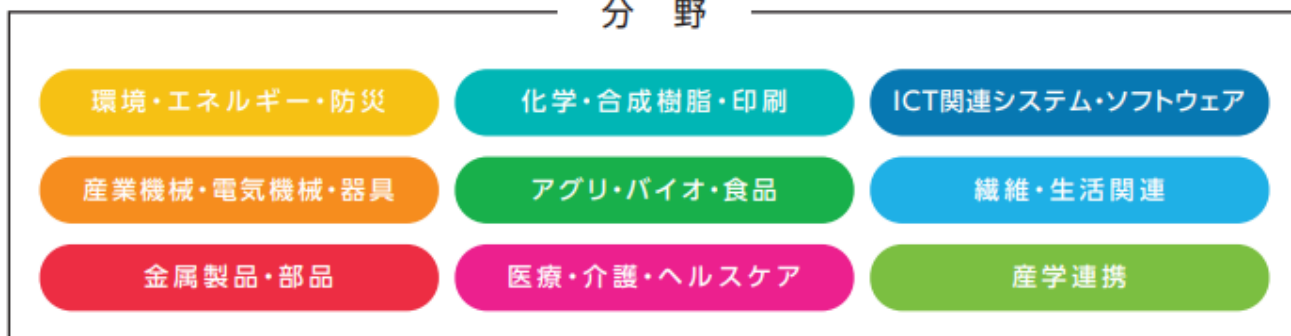 分 野
環境・エネルギー・防災
化学・合成樹脂・印刷
ICT関連システム・ソフトウェア
産業機械・電気機械・器具
アグリ・バイオ・食品
繊維・生活関連
金属製品・部品
医療・介護・ヘルスケア
産学連携